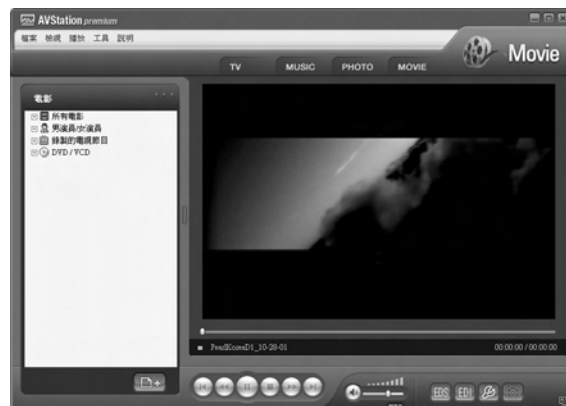 AVStation premium
檔案 檢視 播放 工具 說明
Movie
TV MUSIC PHOTO MOVIE
電影
所有電影
男演員/女演員
錄製的電視節目
DVD / VCD
00:00:00 / 00:00:00
EDS EDI